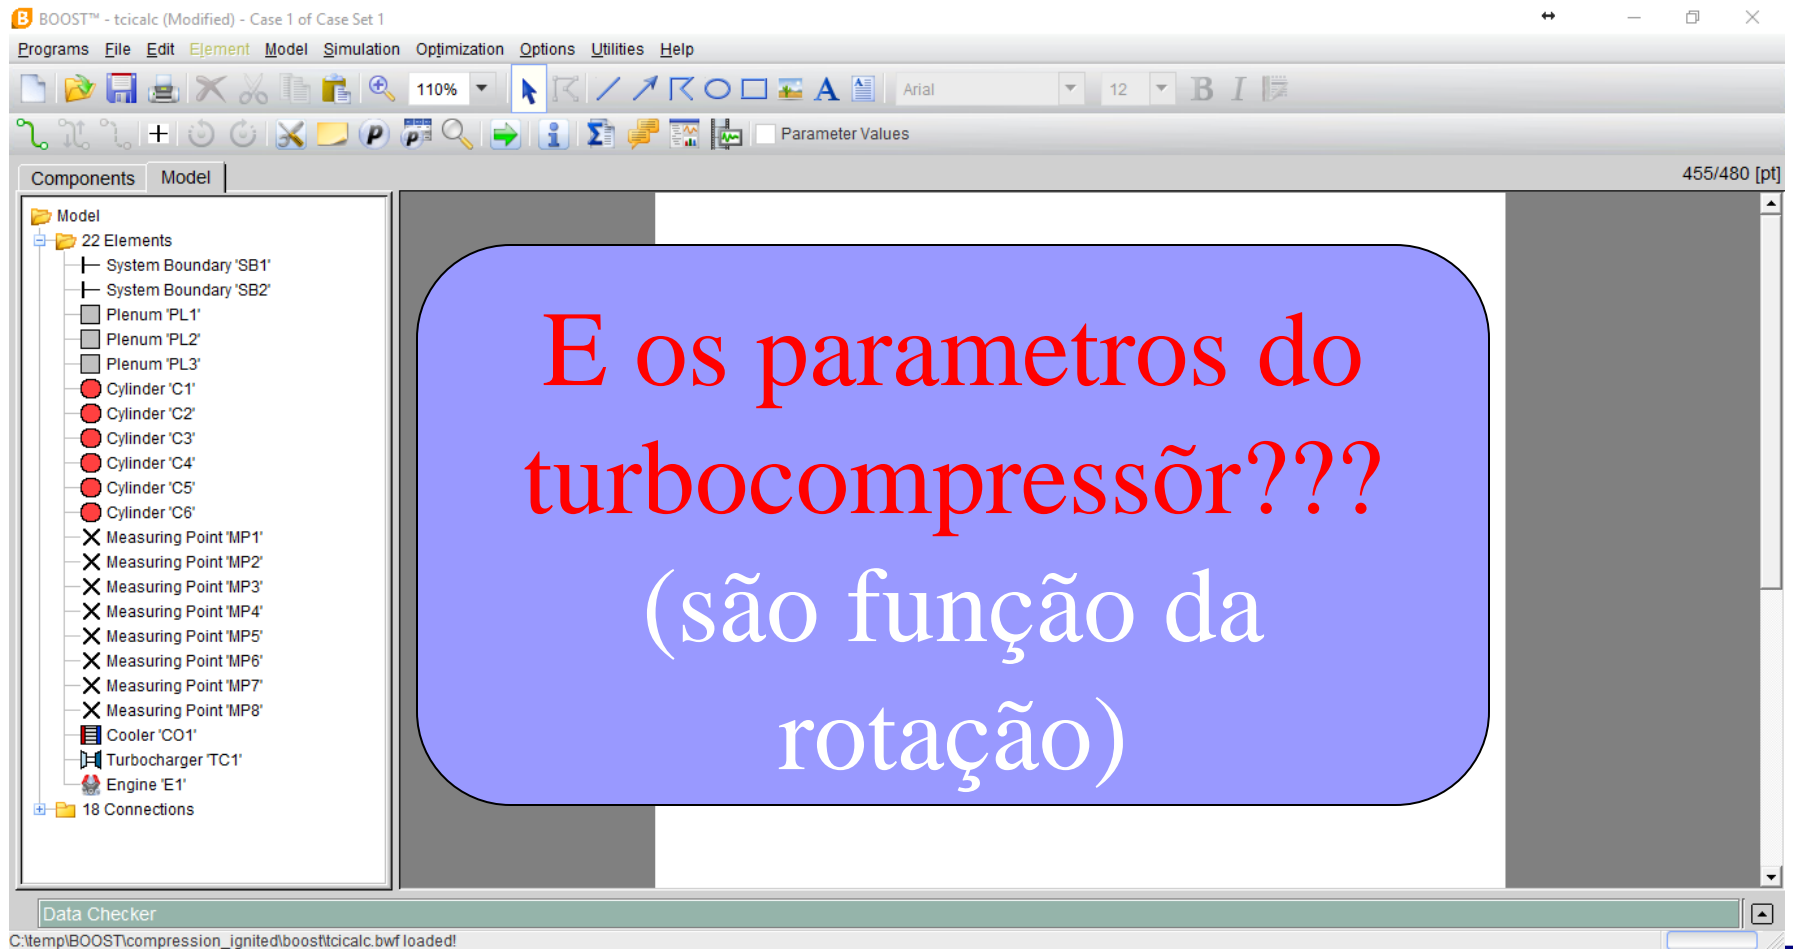 BOOST™ - tcicalc (Modified) - Case 1 of Case Set 1
Programs File Edit Element Model Simulation Optimization Options Utilities Help
110% A Arial 12 B I
P P i Σ Parameter Values
Components Model 455/480 [pt]
Model
22 Elements
System Boundary 'SB1'
System Boundary 'SB2'
Plenum 'PL1'
Plenum 'PL2'
Plenum 'PL3'
Cylinder 'C1'
Cylinder 'C2'
Cylinder 'C3'
Cylinder 'C4'
Cylinder 'C5'
Cylinder 'C6'
Measuring Point 'MP1'
Measuring Point 'MP2'
Measuring Point 'MP3'
Measuring Point 'MP4'
Measuring Point 'MP5'
Measuring Point 'MP6'
Measuring Point 'MP7'
Measuring Point 'MP8'
Cooler 'CO1'
Turbocharger 'TC1'
Engine 'E1'
18 Connections
E os parametros do
turbocompressõr???
(são função da
rotação)
Data Checker
C:\temp\BOOST\compression_ignited\boost\tcicalc.bwf loaded!